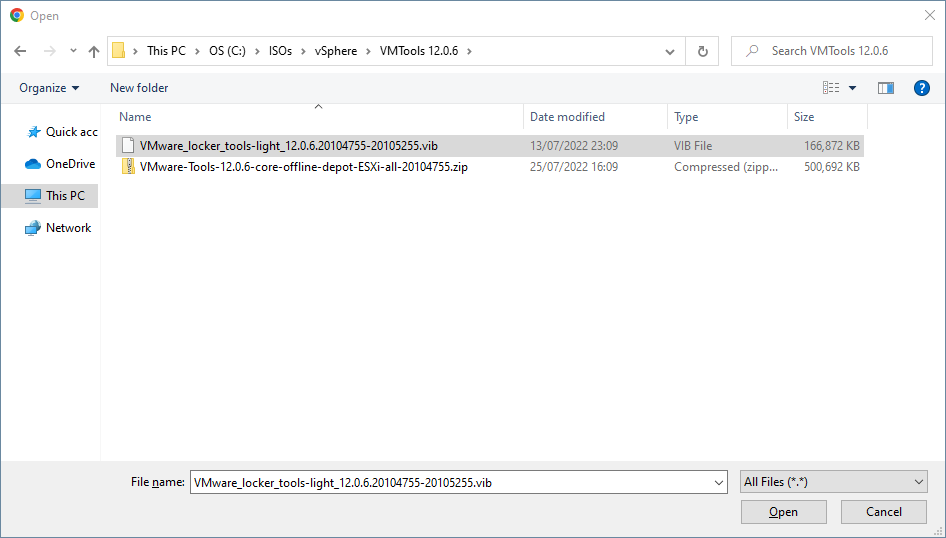 Open
This PC > OS (C:) > ISOs > vSphere > VMTools 12.0.6 >
Search VMTools 12.0.6
Organize
New folder
?
Name
Date modified
Type
Size
Quick acc
OneDrive
This PC
Network
VMware_locker_tools-light_12.0.6.20104755-20105255.vib 13/07/2022 23:09 VIB File 166,872 KB
VMware-Tools-12.0.6-core-offline-depot-ESXi-all-20104755.zip 25/07/2022 16:09 Compressed (zipp... 500,692 KB
File name: VMware_locker_tools-light_12.0.6.20104755-20105255.vib
All Files (*.*)
Open
Cancel